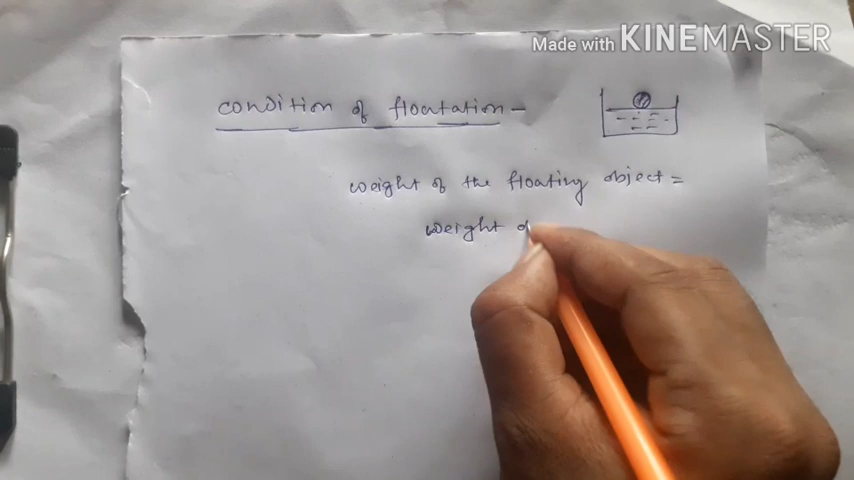 Made with KINEMASTER
condition of floatation -
weight of the floating object =
weight o